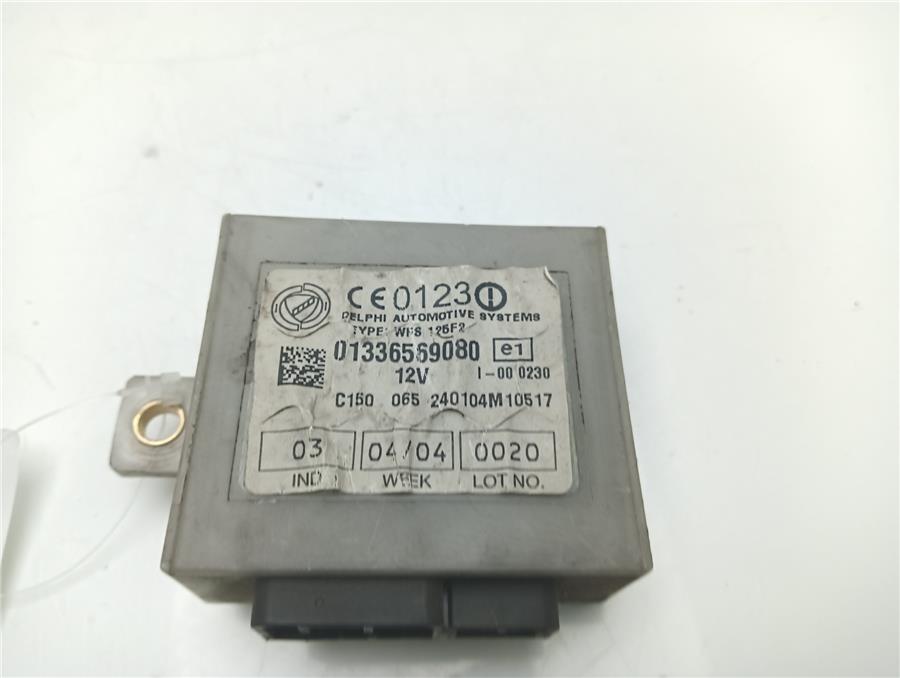 CE0123
DELPHI AUTOMOTIVE SYSTEMS
TYPE: WFS 125F2
01336569080 e1
12V I-00 0230
C150 065 240104M10517
03 04/04 0020
IND WEEK LOT NO.